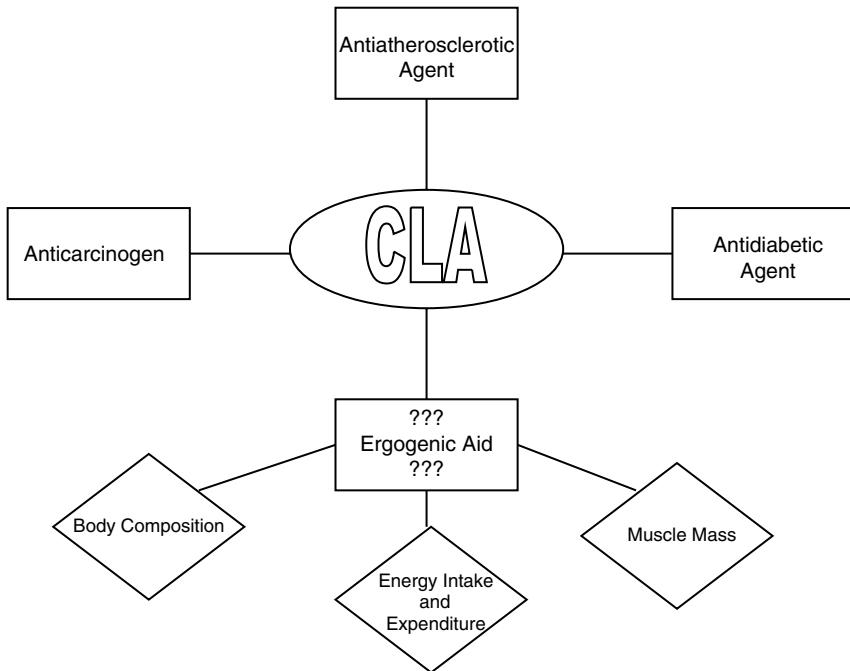 Antiatherosclerotic
Agent
Anticarcinogen
CLA
Antidiabetic
Agent
???
Ergogenic Aid
???
Body Composition
Energy Intake
and
Expenditure
Muscle Mass